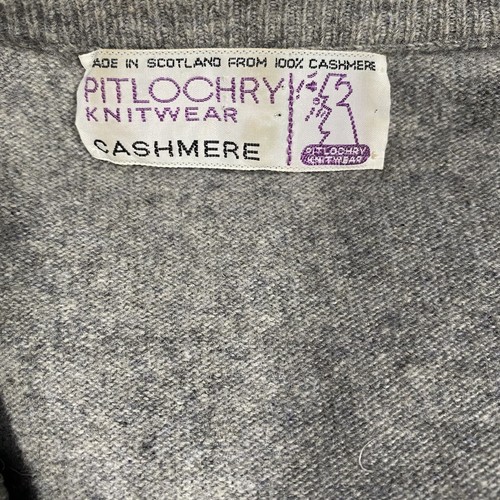 ADE IN SCOTLAND FROM 100% CASHMERE
PITLOCHRY
KNITWEAR
CASHMERE
PITLOCHRY
KNITWEAR